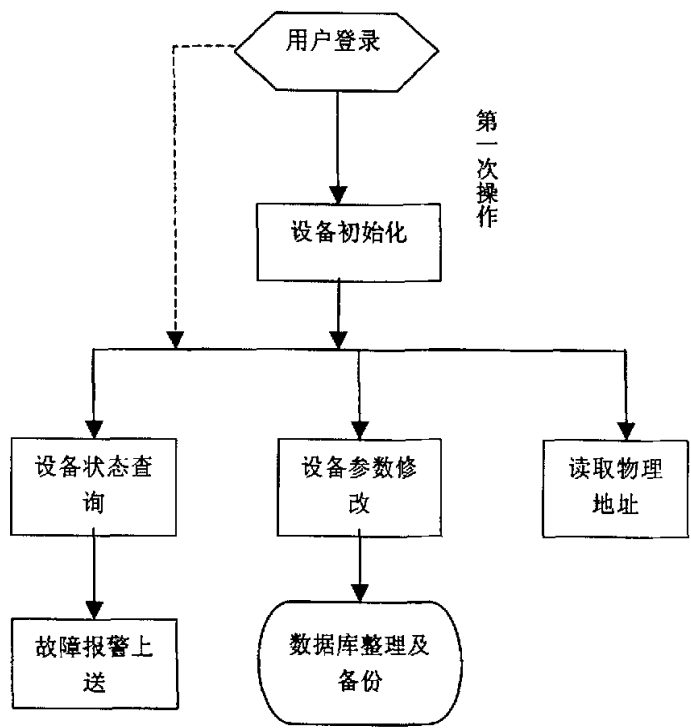 用户登录
第一次操作
设备初始化
设备状态查
询
设备参数修
改
读取物理
地址
故障报警上
送
数据库整理及
备份